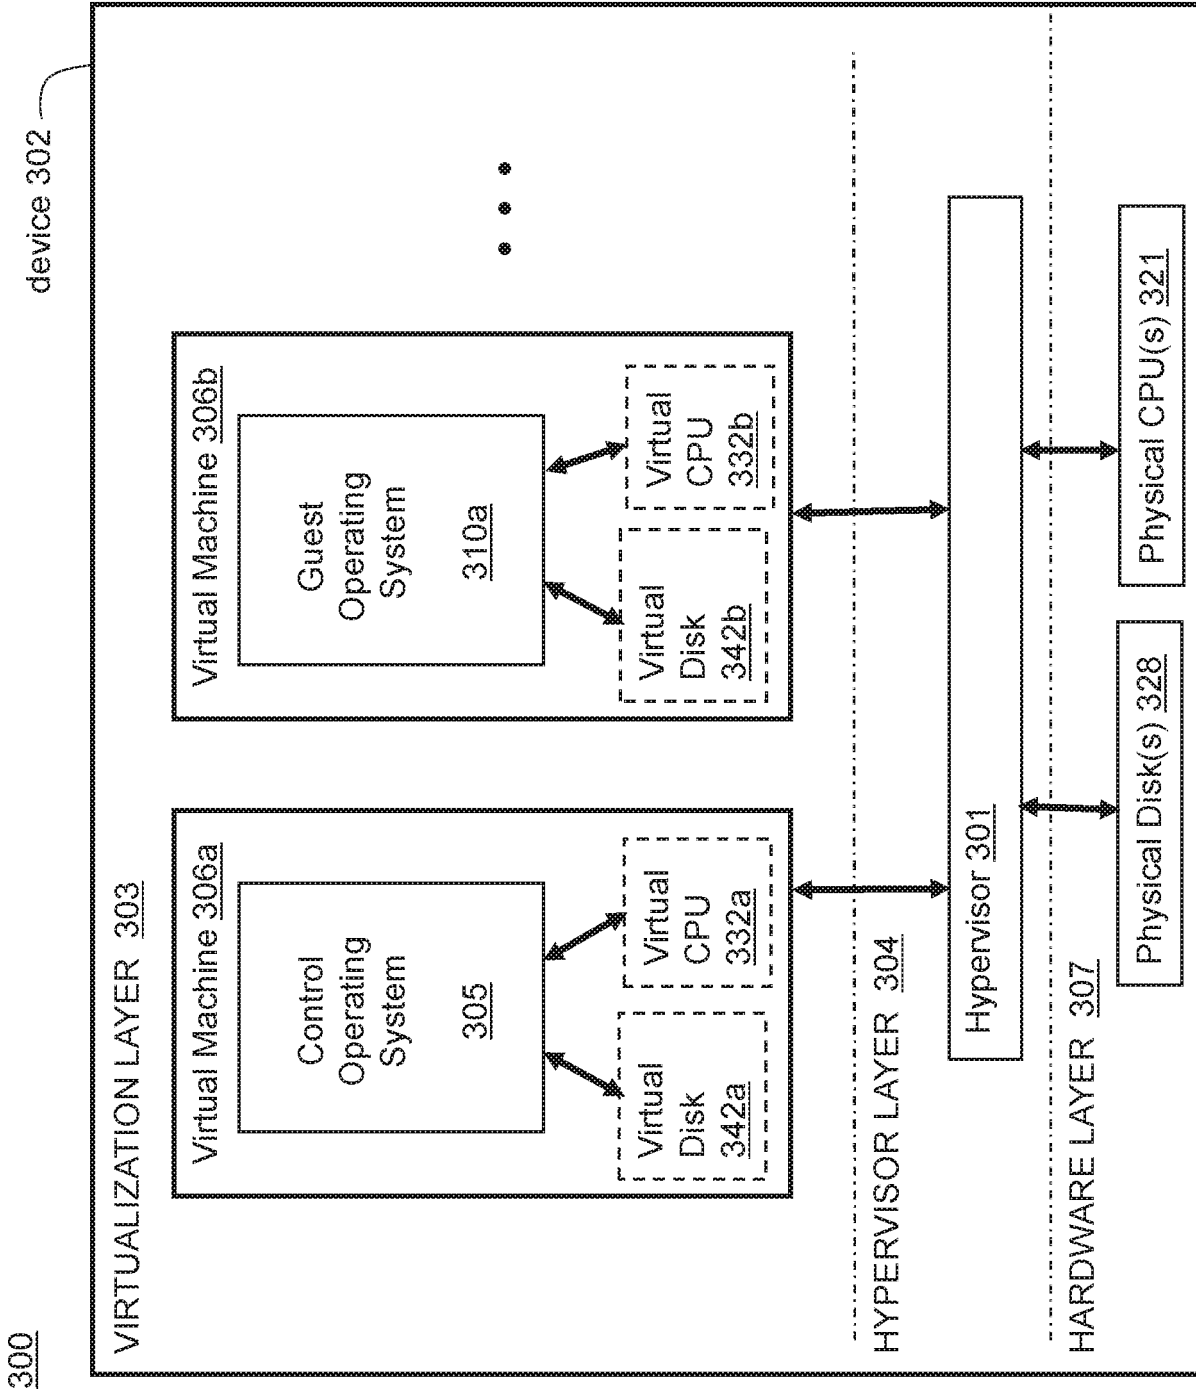 300
device 302
VIRTUALIZATION LAYER 303
Virtual Machine 306a
Control
Operating
System
305
Virtual
Disk
342a
Virtual
CPU
332a
Virtual Machine 306b
Guest
Operating
System
310a
Virtual
Disk
342b
Virtual
CPU
332b
HYPERVISOR LAYER 304
Hypervisor 301
HARDWARE LAYER 307
Physical Disk(s) 328
Physical CPU(s) 321